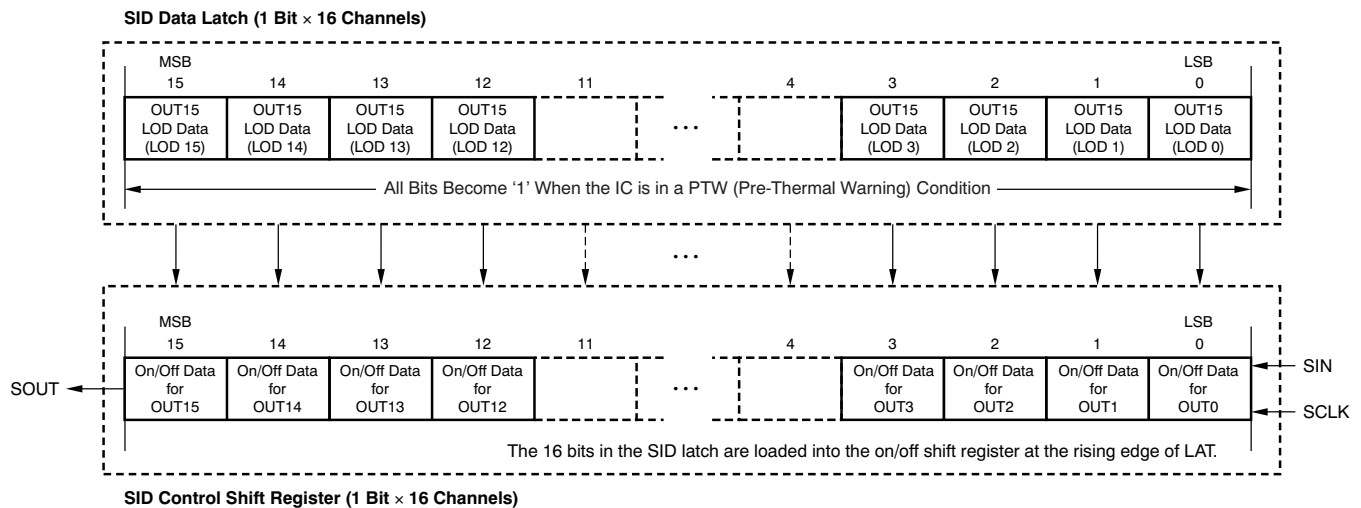 SID Data Latch (1 Bit × 16 Channels)
MSB LSB
15 14 13 12 11 4 3 2 1 0
OUT15 OUT15 OUT15 OUT15 OUT15 OUT15 OUT15 OUT15
LOD Data LOD Data LOD Data LOD Data ... LOD Data LOD Data LOD Data LOD Data
(LOD 15) (LOD 14) (LOD 13) (LOD 12) (LOD 3) (LOD 2) (LOD 1) (LOD 0)
All Bits Become ‘1’ When the IC is in a PTW (Pre-Thermal Warning) Condition
...
MSB LSB
15 14 13 12 11 4 3 2 1 0
On/Off Data On/Off Data On/Off Data On/Off Data On/Off Data On/Off Data On/Off Data On/Off Data SIN
SOUT for for for for ... for for for for
OUT15 OUT14 OUT13 OUT12 OUT3 OUT2 OUT1 OUT0 SCLK
The 16 bits in the SID latch are loaded into the on/off shift register at the rising edge of LAT.
SID Control Shift Register (1 Bit × 16 Channels)